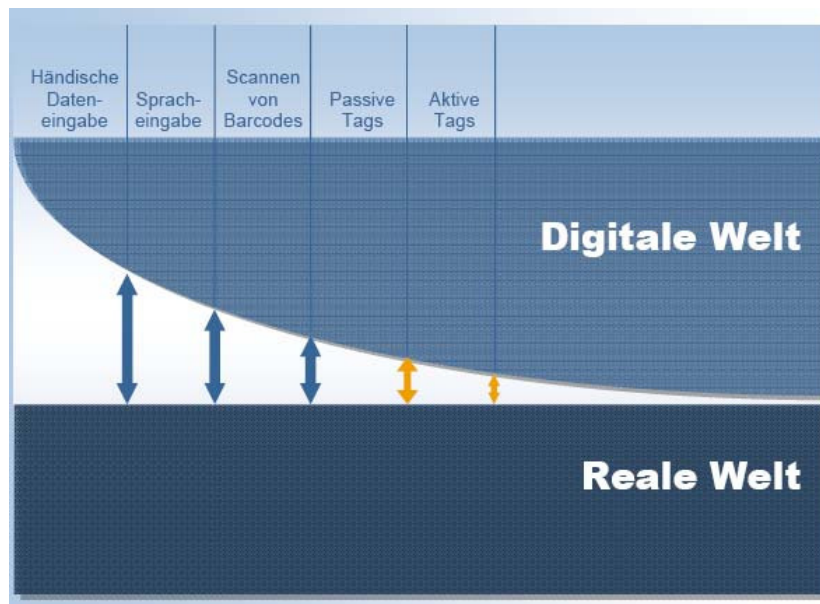 Händische
Daten-
eingabe
Sprach-
eingabe
Scannen
von
Barcodes
Passive
Tags
Aktive
Tags
Digitale Welt
Reale Welt